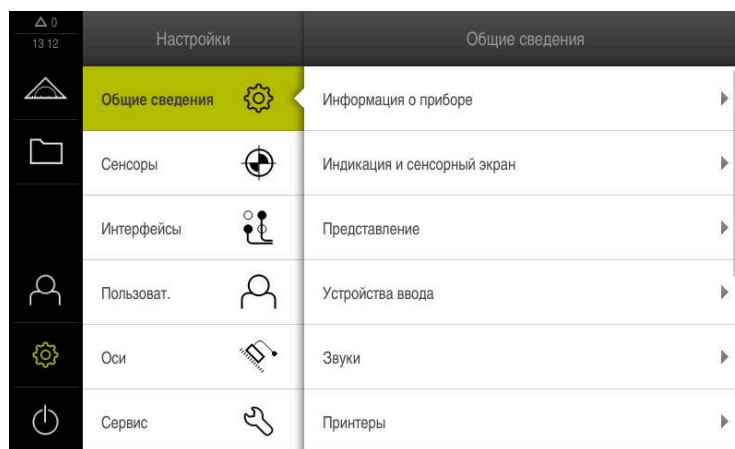 0
13 12
Настройки
Общие сведения
Общие сведения
Сенсоры
Интерфейсы
Пользоват.
Оси
Сервис
Информация о приборе
Индикация и сенсорный экран
Представление
Устройства ввода
Звуки
Принтеры